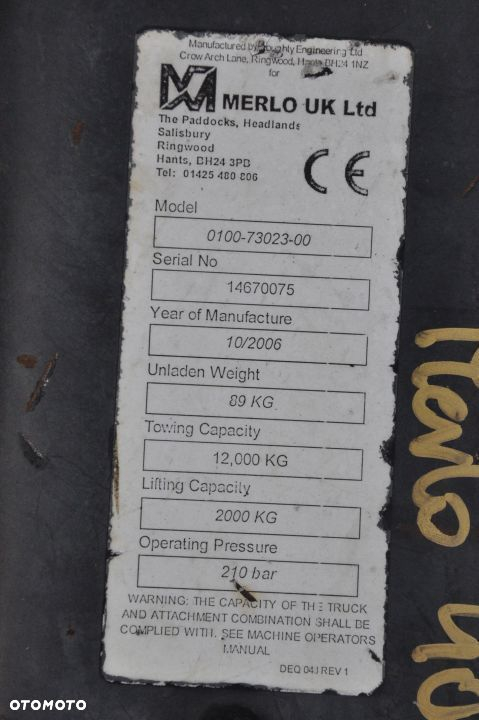 Manufactured by Roughly Engineering Ltd
Crow Arch Lane, Ringwood, Hants BH24 1NZ
for
MERLO UK Ltd
The Paddocks, Headlands
Salisbury
Ringwood
Hants, BH24 3PB
Tel: 01425 480 806
CE
Model
0100-73023-00
Serial No
14670075
Year of Manufacture
10/2006
Unladen Weight
89 KG
Towing Capacity
12,000 KG
Lifting Capacity
2000 KG
Operating Pressure
210 bar
WARNING: THE CAPACITY OF THE TRUCK
AND ATTACHMENT COMBINATION SHALL BE
COMPLIED WITH. SEE MACHINE OPERATORS
MANUAL
DEQ 04J REV 1
Merlo 40
OTOMOTO